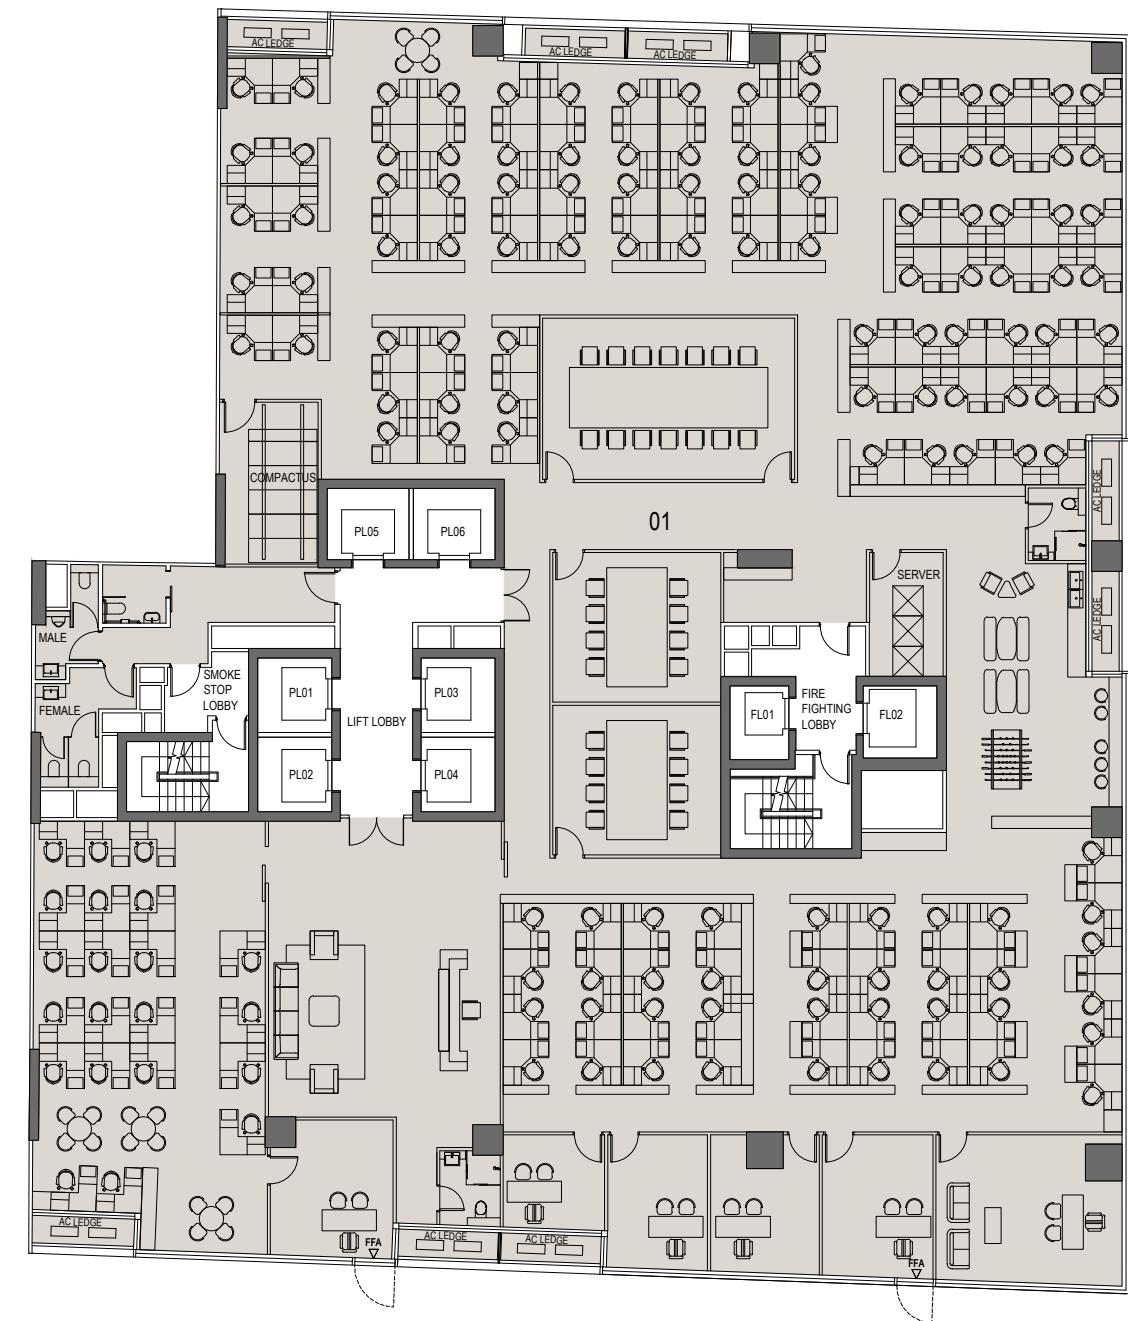 AC LEDGE
AC LEDGE
AC LEDGE
COMPACTUS
AC LEDGE
01
PL05
PL06
SERVER
AC LEDGE
MALE
SMOKE
STOP
LOBBY
PL01
PL03
FEMALE
LIFT LOBBY
FIRE
FIGHTING
LOBBY
FL01
FL02
PL02
PL04
AC LEDGE
AC LEDGE
AC LEDGE
FFA
FFA